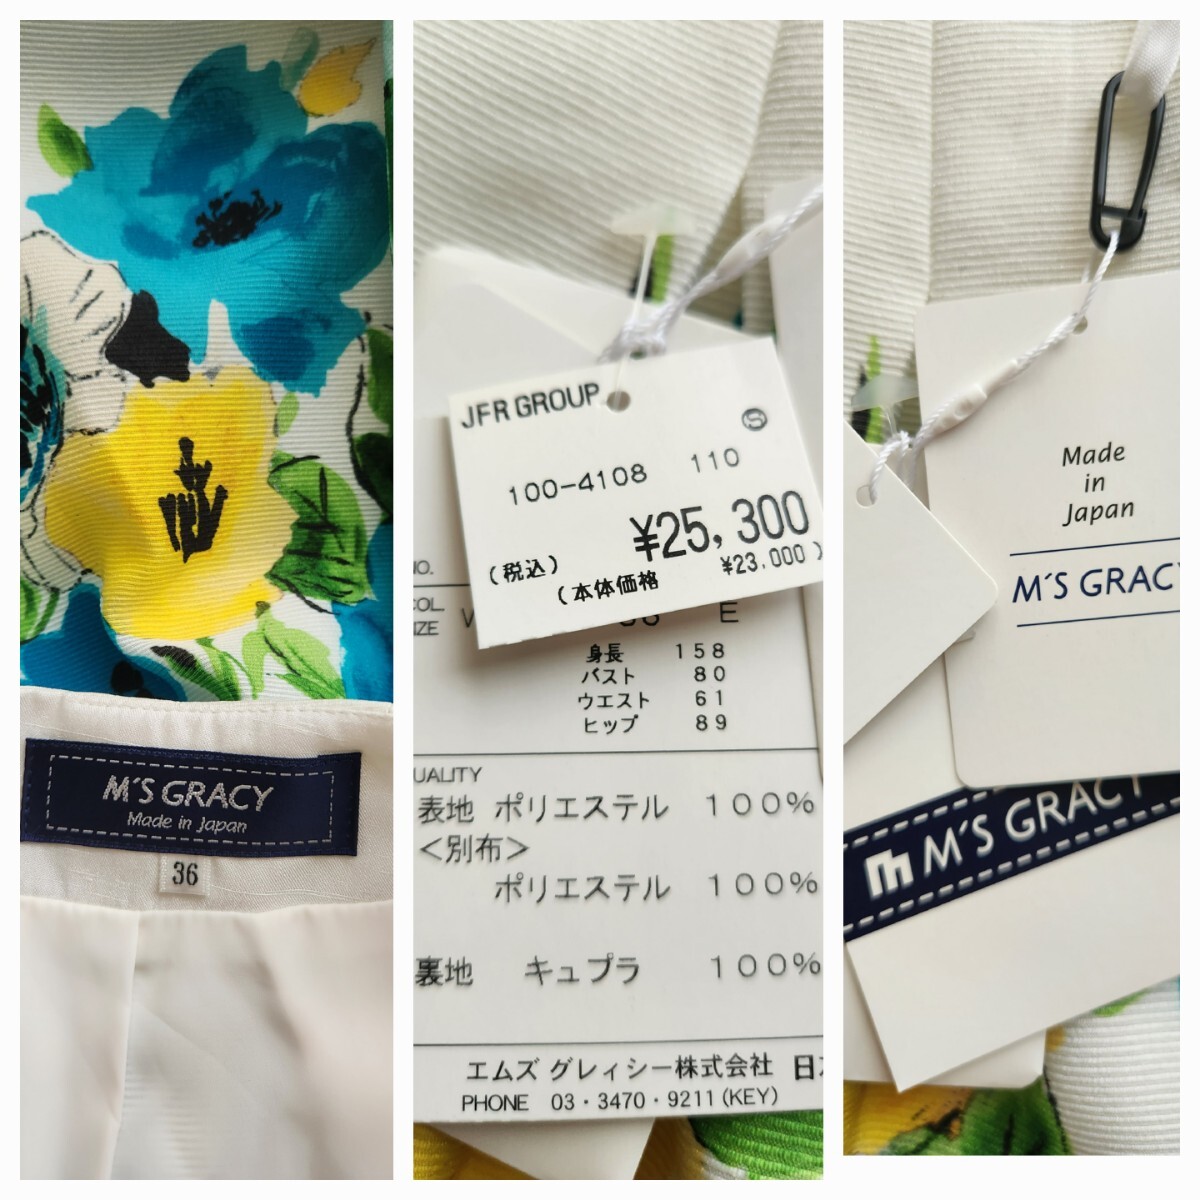 M'S GRACY
Made in Japan
36
JFR GROUP
S
100-4108 110
¥25,300
(税込)
(本体価格 ¥23,000)
NO.
COL.
IZE E
身長 158
バスト 80
ウエスト 61
ヒップ 89
UALITY
表地 ポリエステル 100%
<別布>
ポリエステル 100%
裏地 キュプラ 100%
エムズ グレィシー株式会社 日
PHONE 03・3470・9211(KEY)
Made
in
Japan
M'S GRACY
M'S GRACY